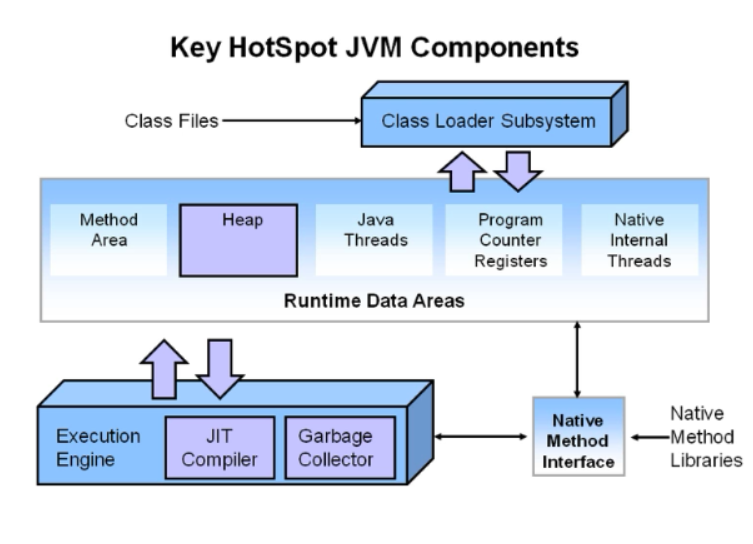 Key HotSpot JVM Components
Class Files
Class Loader Subsystem
Method
Area
Heap
Java
Threads
Program
Counter
Registers
Native
Internal
Threads
Runtime Data Areas
Execution
Engine
JIT
Compiler
Garbage
Collector
Native
Method
Interface
Native
Method
Libraries